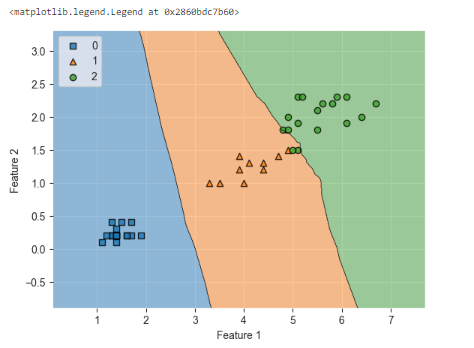 <matplotlib.legend.Legend at 0x2860bdc7b60>
0
1
2
3.0
2.5
2.0
1.5
1.0
0.5
0.0
−0.5
Feature 2
1 2 3 4 5 6 7
Feature 1